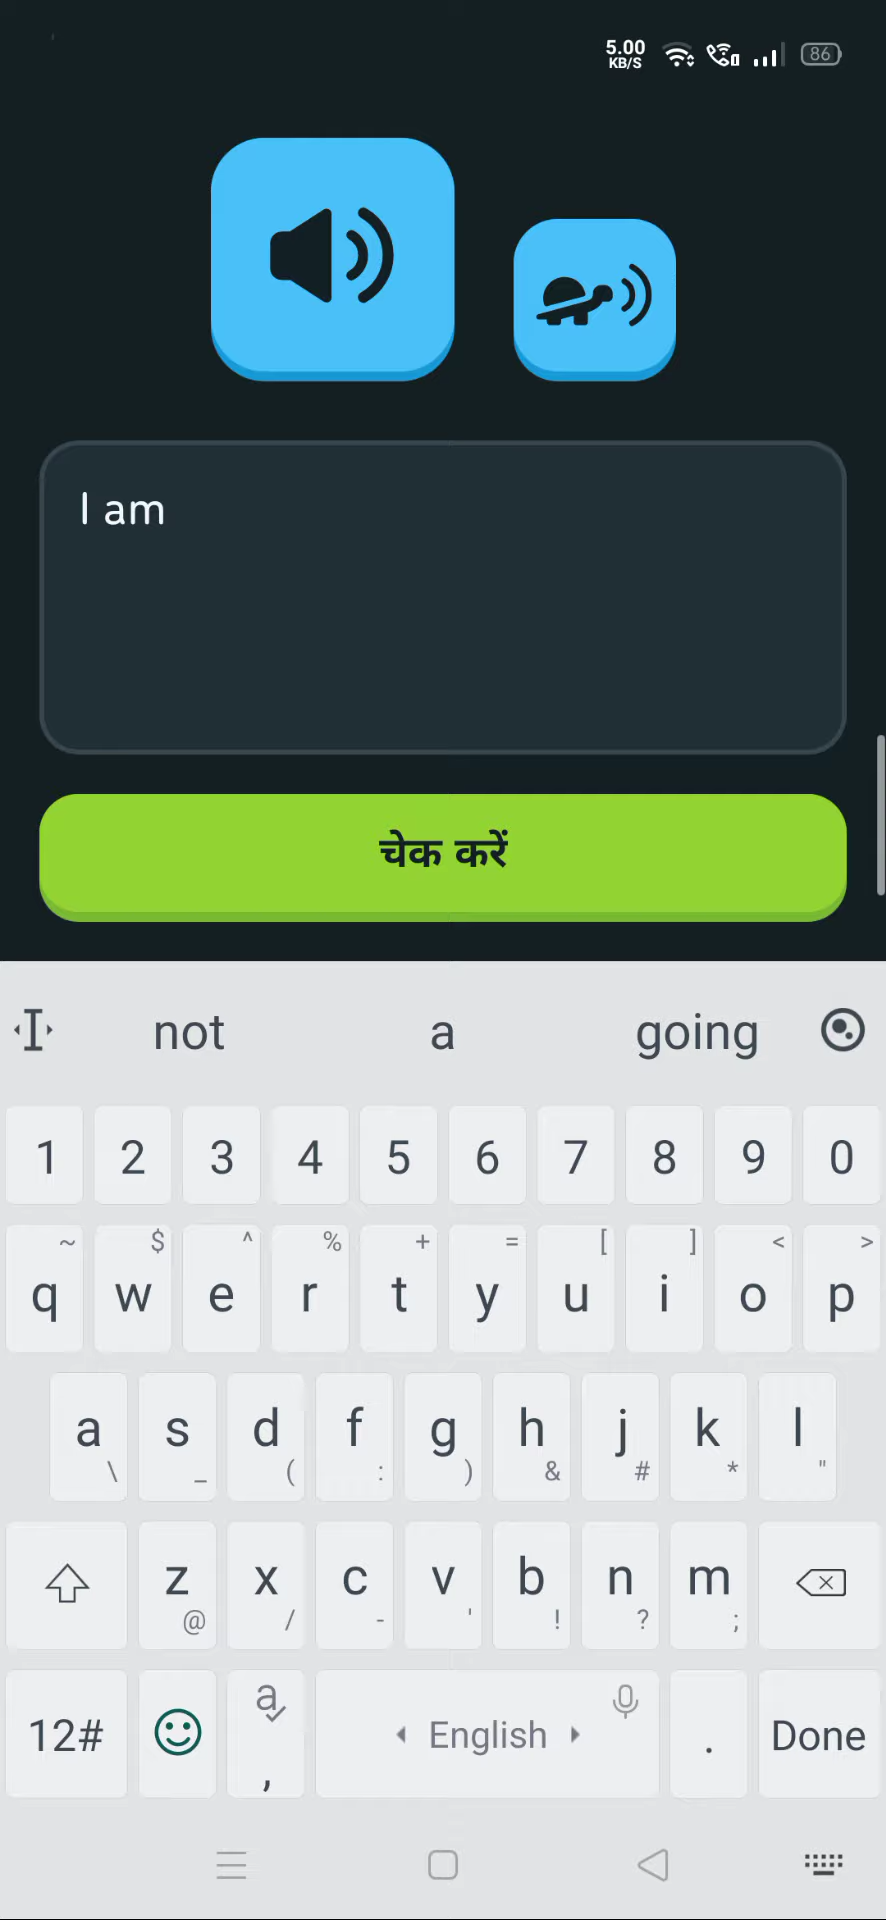 5.00
KB/S
86
I am
चेक करें
not a going
1 2 3 4 5 6 7 8 9 0
~ $ ^ % + = [ ] < >
q w e r t y u i o p
a s d f g h j k l
\ _ ( : ) & # * "
z x c v b n m
@ / - ' ! ? ;
12# a , English . Done